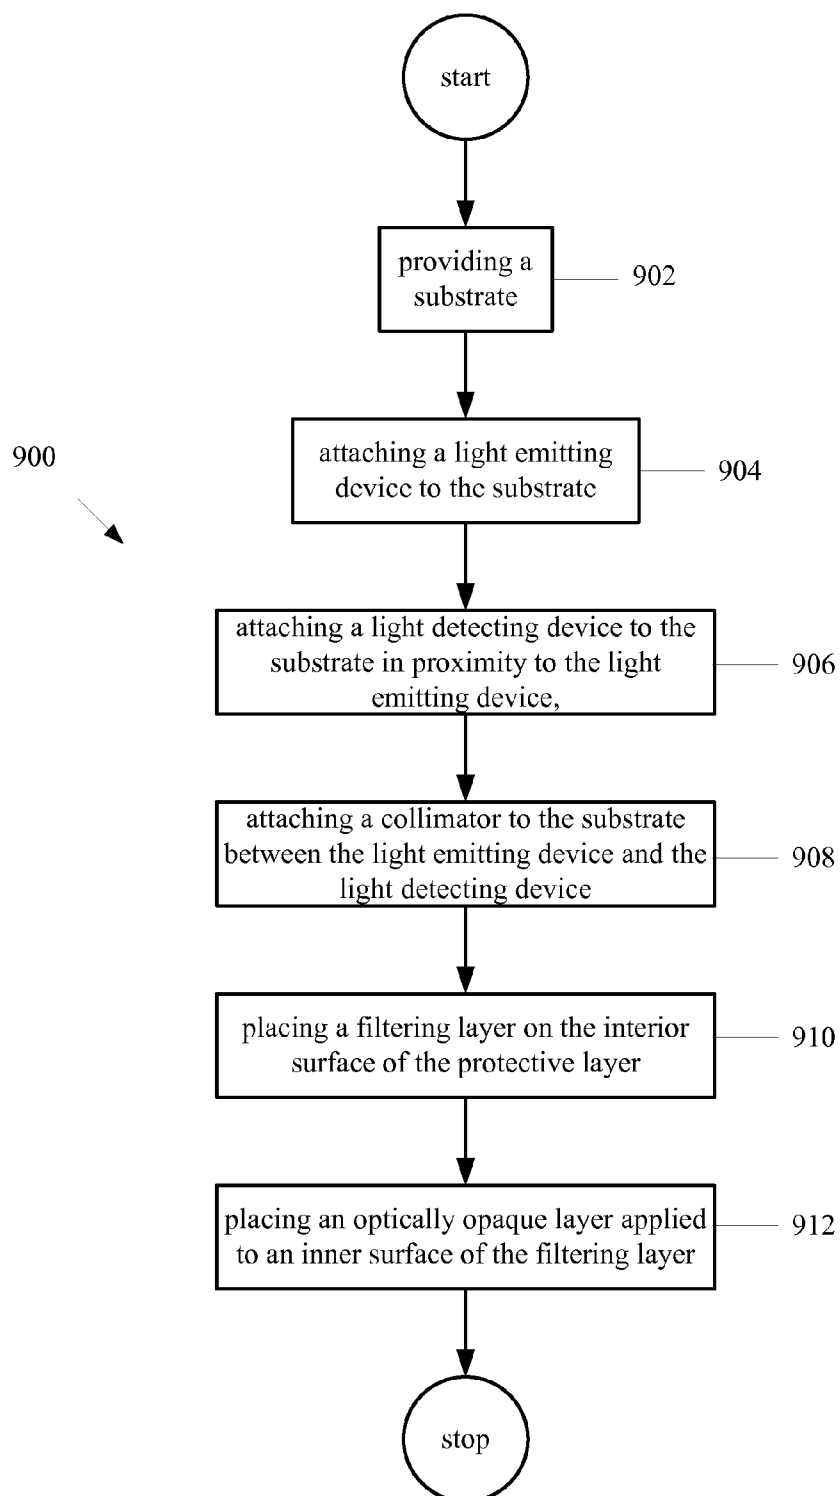 start
providing a
substrate
902
attaching a light emitting
device to the substrate
904
900
attaching a light detecting device to the
substrate in proximity to the light
emitting device,
906
attaching a collimator to the substrate
between the light emitting device and the
light detecting device
908
placing a filtering layer on the interior
surface of the protective layer
910
placing an optically opaque layer applied
to an inner surface of the filtering layer
912
stop